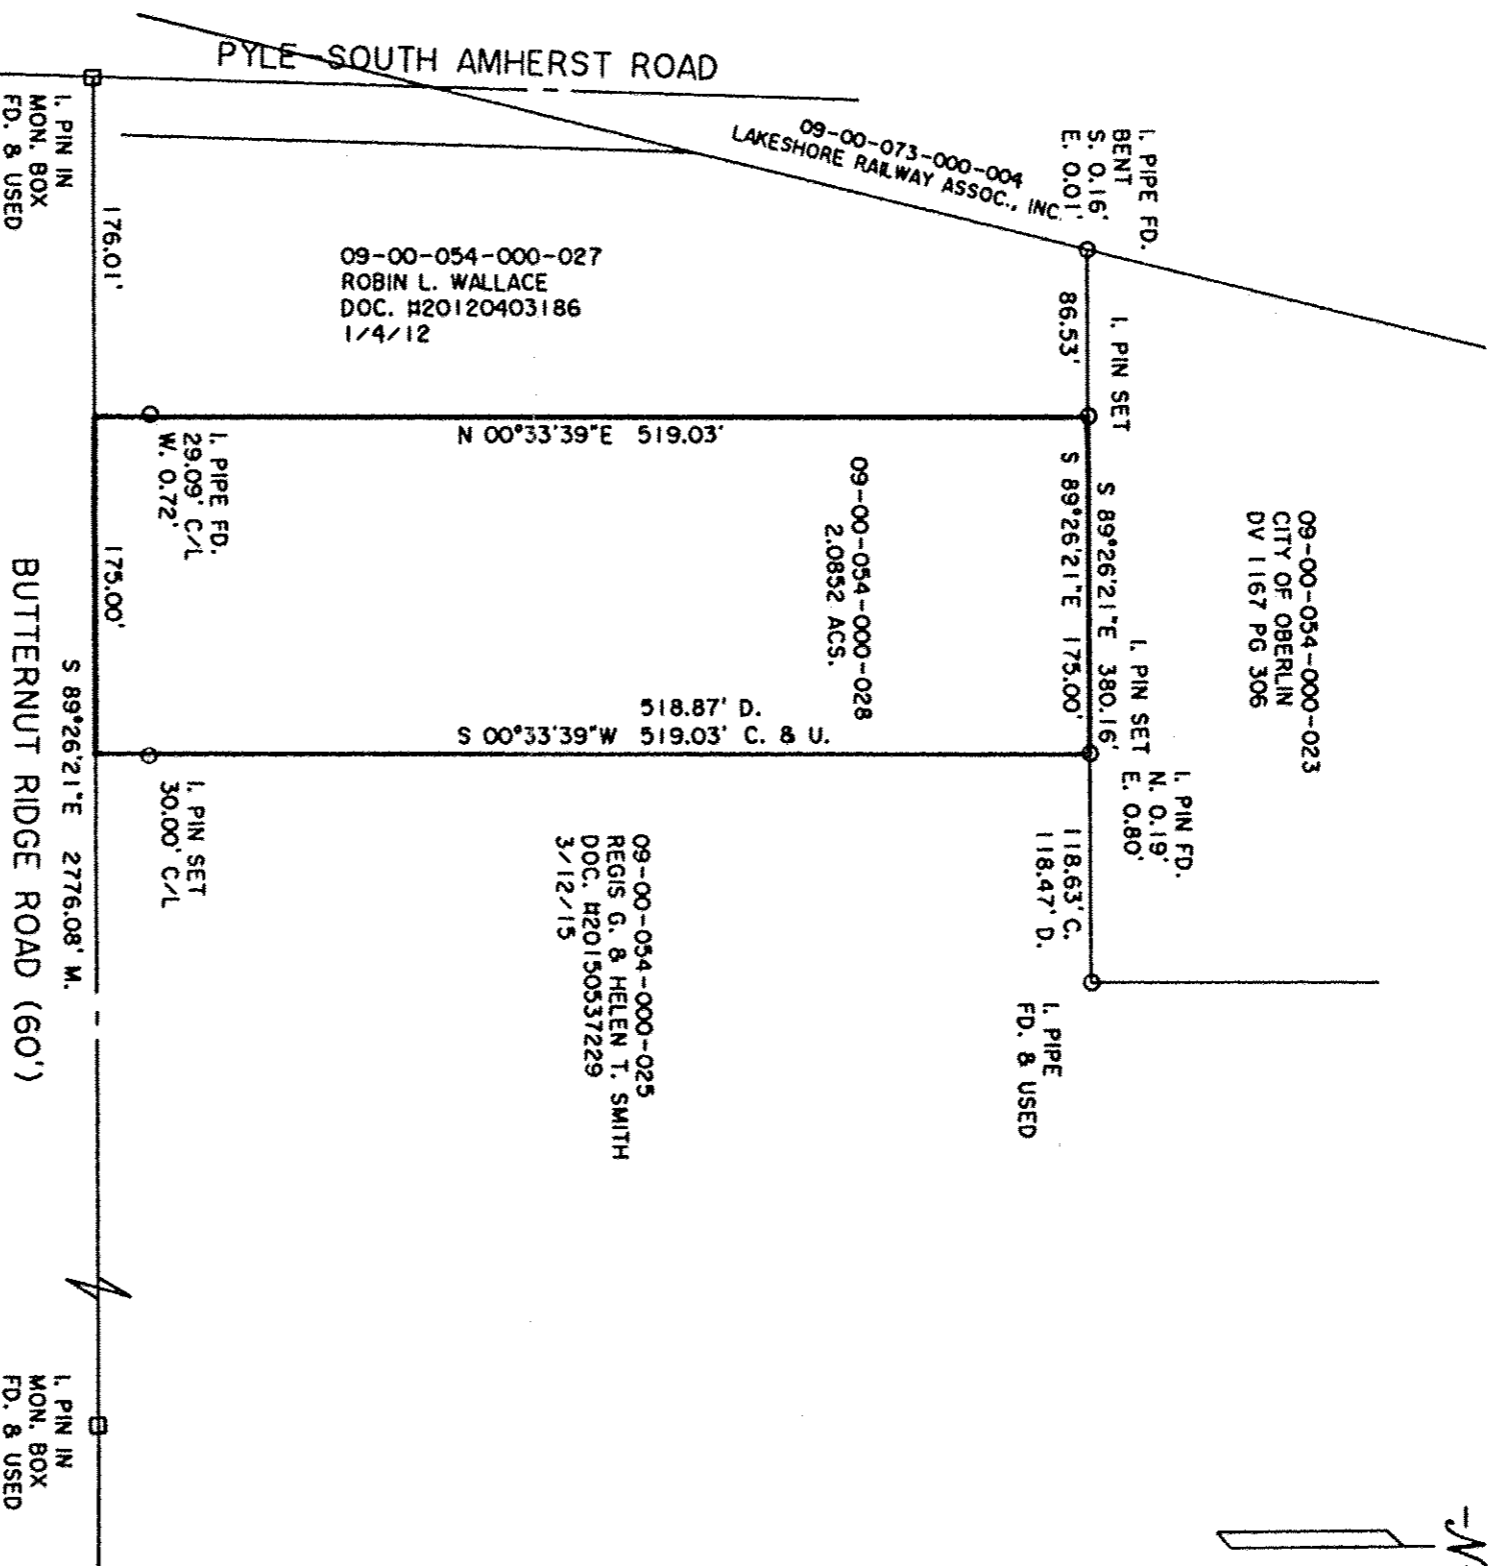 PYLE-SOUTH AMHERST ROAD
09-00-073-000-004
LAKESHORE RAILWAY ASSOC., INC.
I. PIPE FD.
BENT
S. 0.16'
E. 0.01'
I. PIN IN
MON. BOX
FD. & USED
176.01'
09-00-054-000-027
ROBIN L. WALLACE
DOC. #20120403186
1/4/12
86.53'
I. PIN SET
N 00°33'39"E 519.03'
I. PIPE FD.
29.09' C/L
W. 0.72'
S 89°26'21"E 380.16'
S 89°26'21"E 175.00'
09-00-054-000-028
2.0852 ACS.
09-00-054-000-023
CITY OF OBERLIN
DV 1167 PG 306
I. PIN SET
I. PIN FD.
N. 0.19'
E. 0.80'
175.00'
518.87' D.
S 00°33'39"W 519.03' C. & U.
I. PIN SET
30.00' C/L
118.63' C.
118.47' D.
I. PIPE
FD. & USED
09-00-054-000-025
REGIS G. & HELEN T. SMITH
DOC. #20150537229
3/12/15
S 89°26'21"E 2776.08' M.
BUTTERNUT RIDGE ROAD (60')
I. PIN IN
MON. BOX
FD. & USED
N